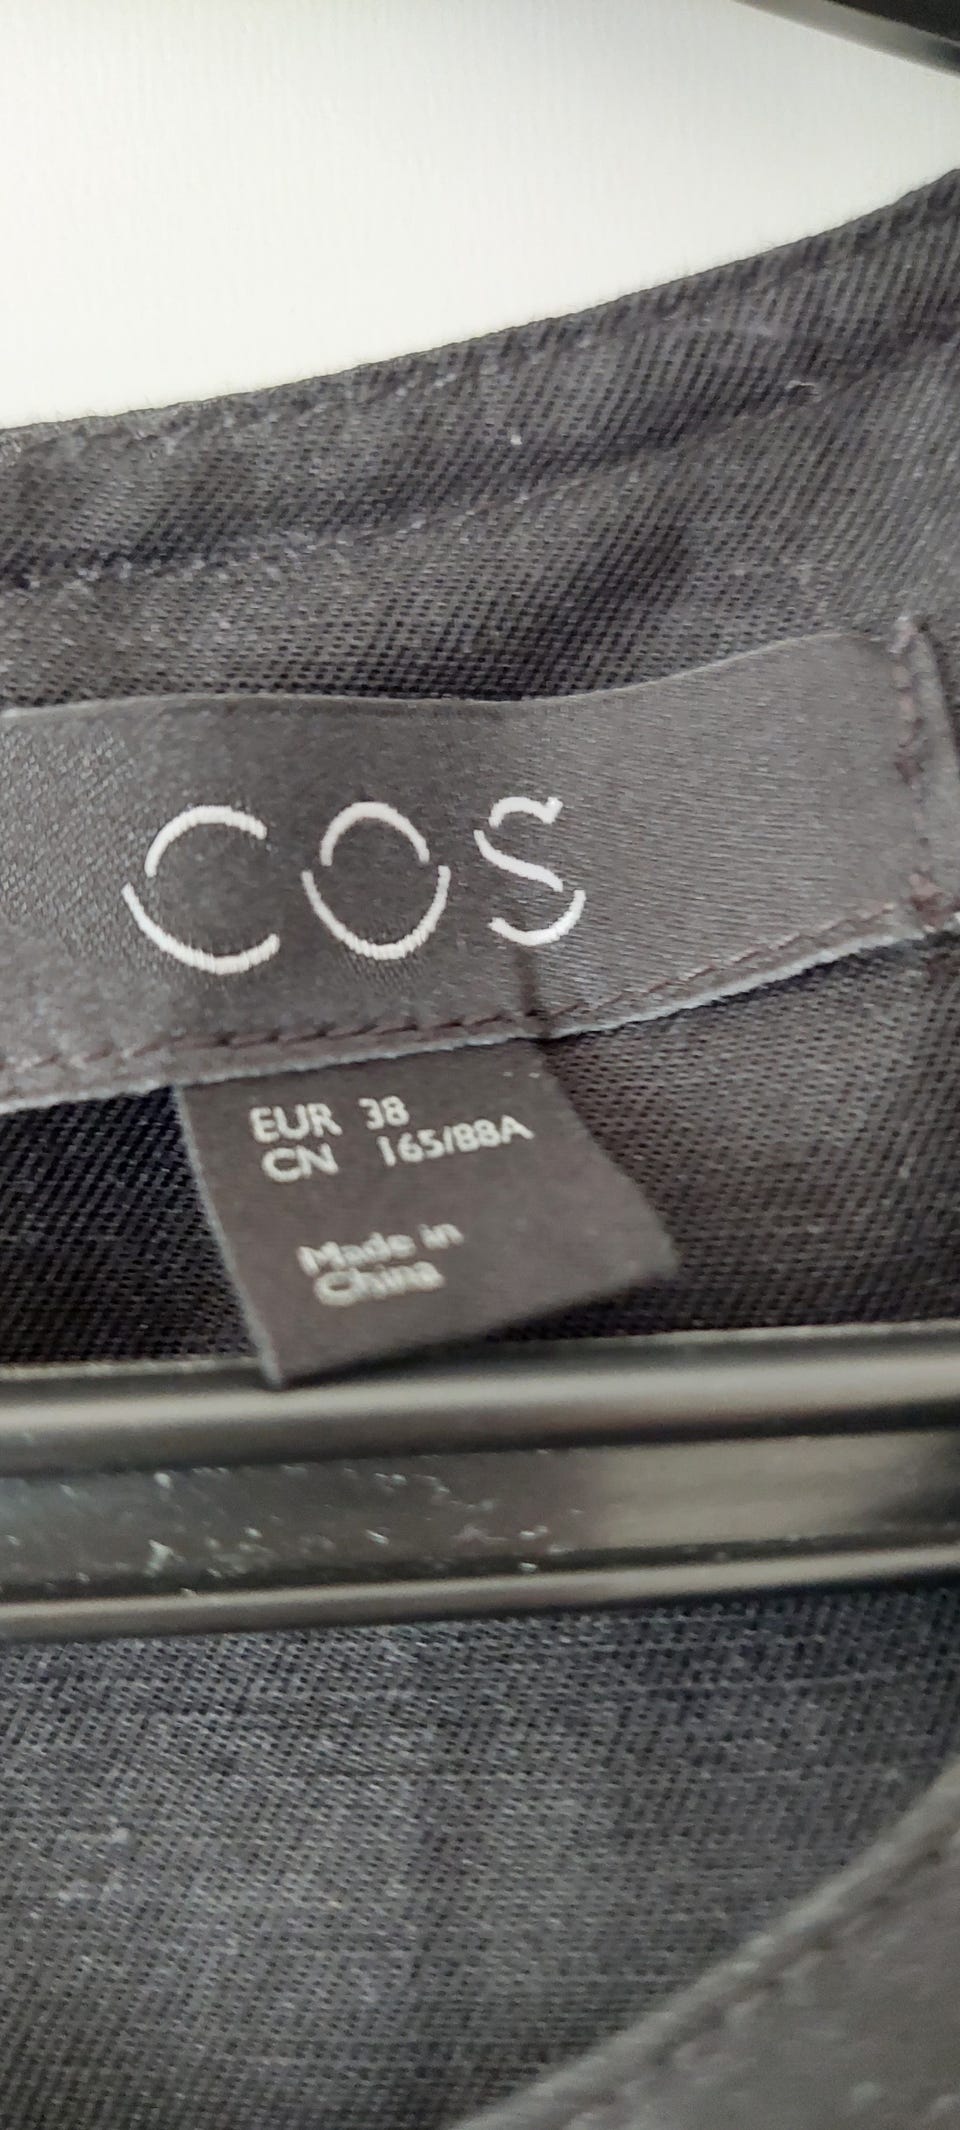 COS
EUR 38
CN 165/88A
Made in
China